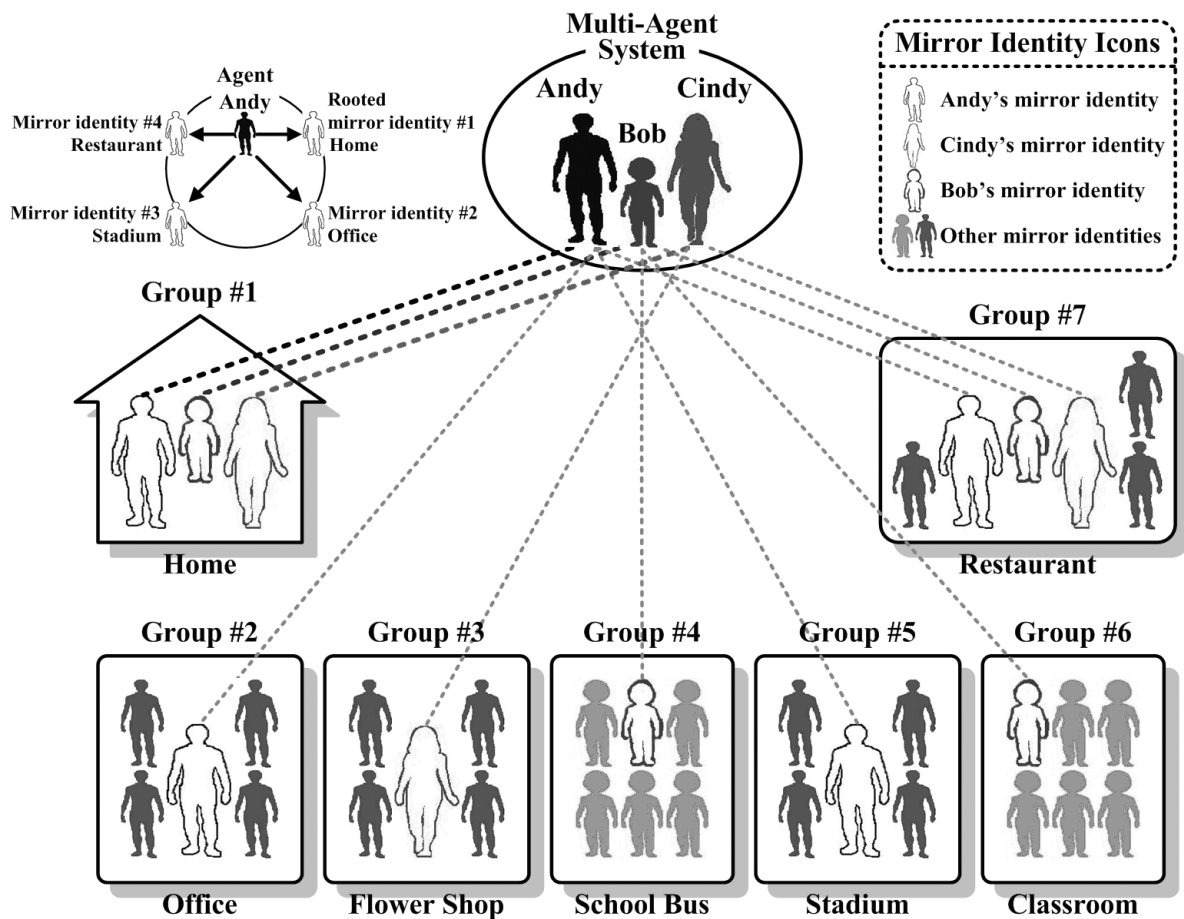 Multi-Agent
System
Andy
Bob
Cindy
Agent
Andy
Mirror identity #4
Restaurant
Rooted
mirror identity #1
Home
Mirror identity #3
Stadium
Mirror identity #2
Office
Mirror Identity Icons
Andy's mirror identity
Cindy's mirror identity
Bob's mirror identity
Other mirror identities
Group #1
Home
Group #7
Restaurant
Group #2
Office
Group #3
Flower Shop
Group #4
School Bus
Group #5
Stadium
Group #6
Classroom